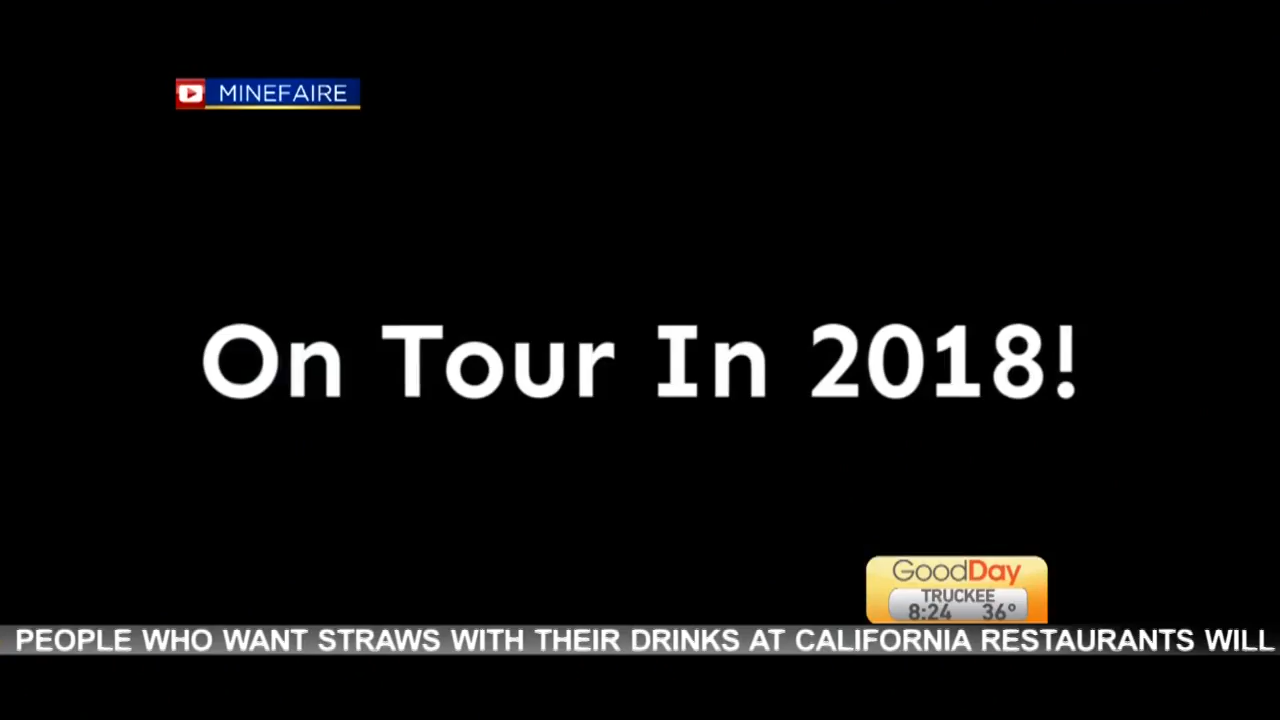 MINEFAIRE
On Tour In 2018!
GoodDay
TRUCKEE
8:24 36°
PEOPLE WHO WANT STRAWS WITH THEIR DRINKS AT CALIFORNIA RESTAURANTS WILL